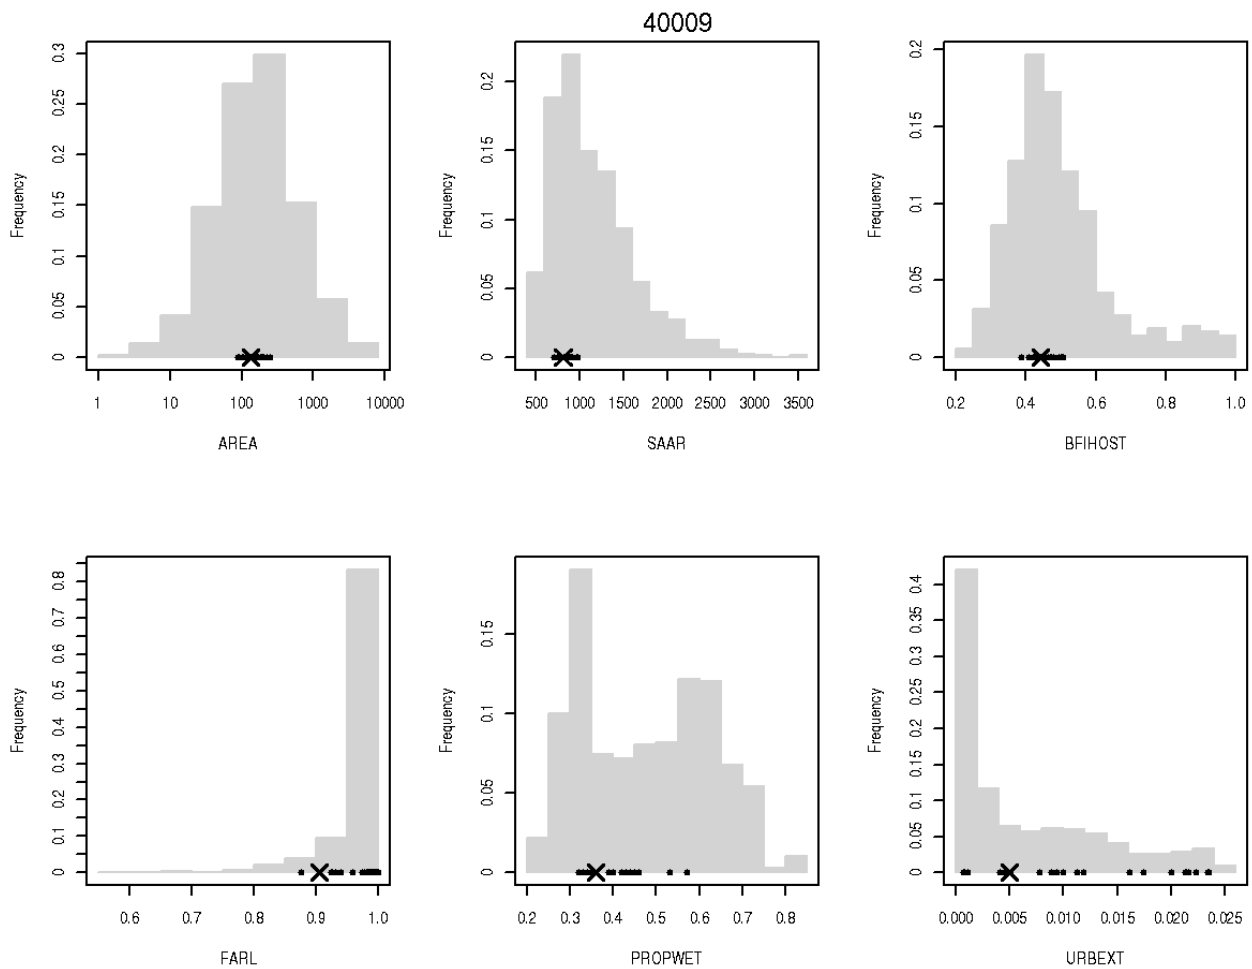 40009
Frequency
0 0.05 0.1 0.15 0.2 0.25 0.3
1 10 100 1000 10000
AREA
Frequency
0 0.05 0.1 0.15 0.2
500 1000 1500 2000 2500 3000 3500
SAAR
Frequency
0 0.05 0.1 0.15 0.2
0.2 0.4 0.6 0.8 1.0
BFIHOST
Frequency
0 0.1 0.2 0.3 0.4 0.5 0.6 0.7 0.8
0.6 0.7 0.8 0.9 1.0
FARL
Frequency
0 0.05 0.1 0.15
0.2 0.3 0.4 0.5 0.6 0.7 0.8
PROPWET
Frequency
0 0.05 0.1 0.15 0.2 0.25 0.3 0.35 0.4
0.000 0.005 0.010 0.015 0.020 0.025
URBEXT